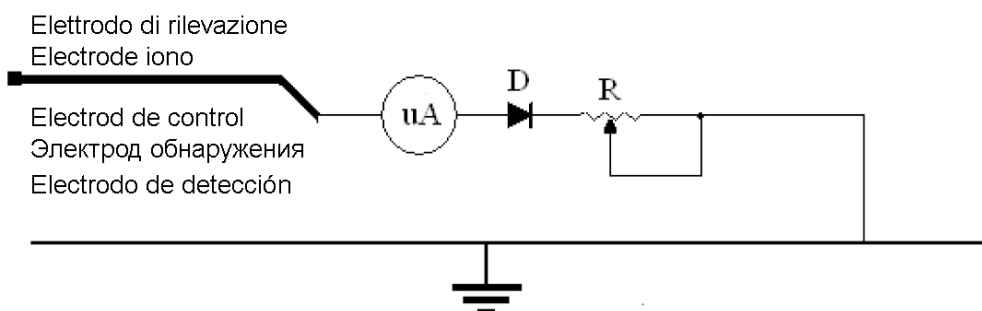 Elettrodo di rilevazione
Electrode iono
D
R
uA
Electrod de control
Электрод обнаружения
Electrodo de detección